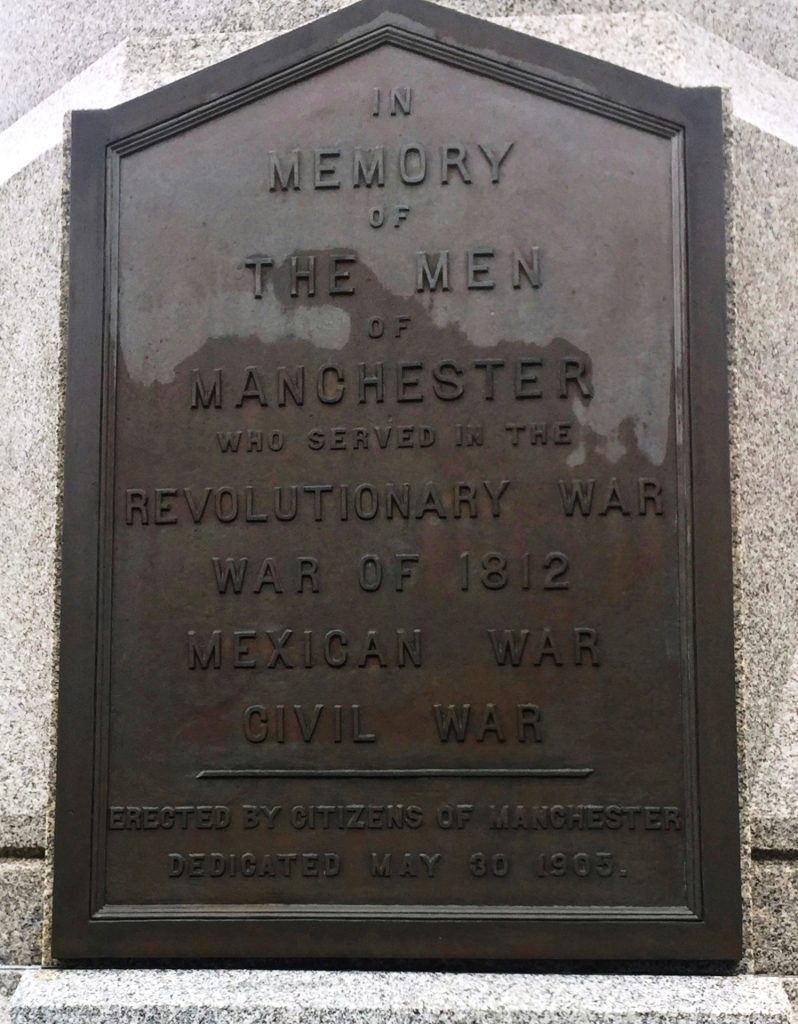 IN
MEMORY
OF
THE MEN
OF
MANCHESTER
WHO SERVED IN THE
REVOLUTIONARY WAR
WAR OF 1812
MEXICAN WAR
CIVIL WAR
ERECTED BY CITIZENS OF MANCHESTER
DEDICATED MAY 30 1905.